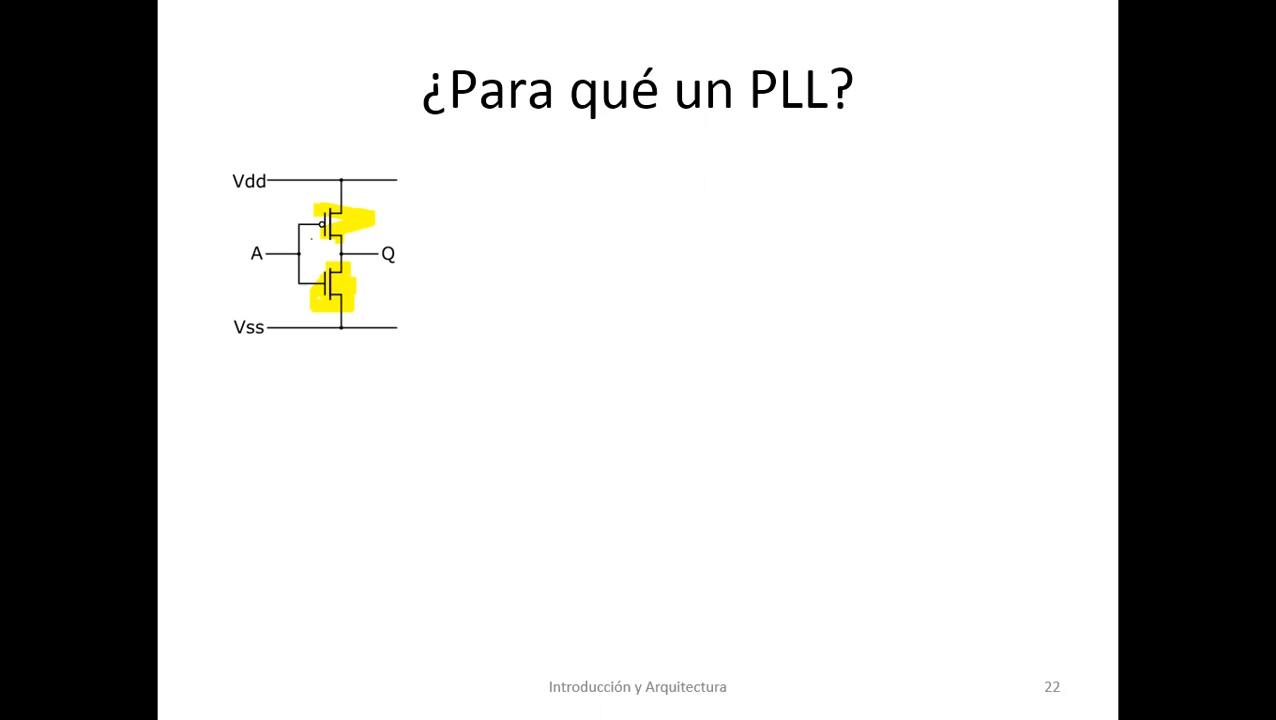 ¿Para qué un PLL?
Vdd
A
Q
Vss
Introducción y Arquitectura
22